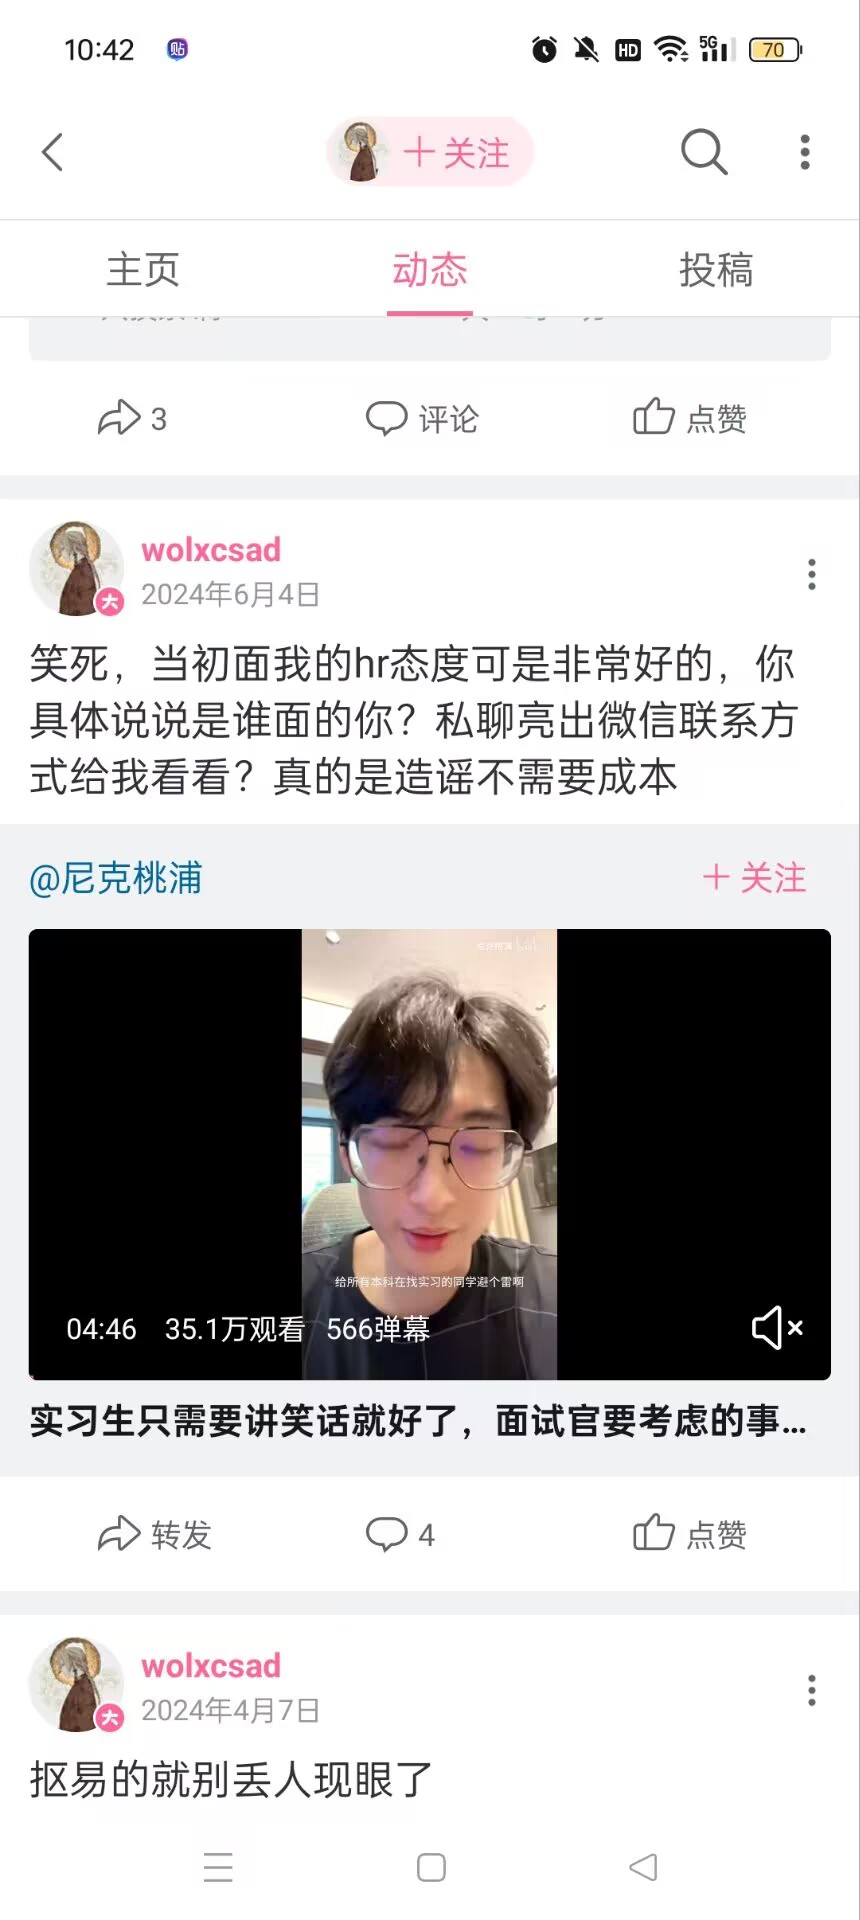 10:42
贴
HD
5G
70
关注
主页
动态
投稿
3
评论
点赞
wolxcsad
大
2024年6月4日
笑死，当初面我的hr态度可是非常好的，你
具体说说是谁面的你？私聊亮出微信联系方
式给我看看？真的是造谣不需要成本
@尼克桃浦
关注
给所有本科在找实习的同学避个雷啊
04:46 35.1万观看 566弹幕
实习生只需要讲笑话就好了，面试官要考虑的事...
转发
4
点赞
wolxcsad
大
2024年4月7日
抠易的就别丢人现眼了